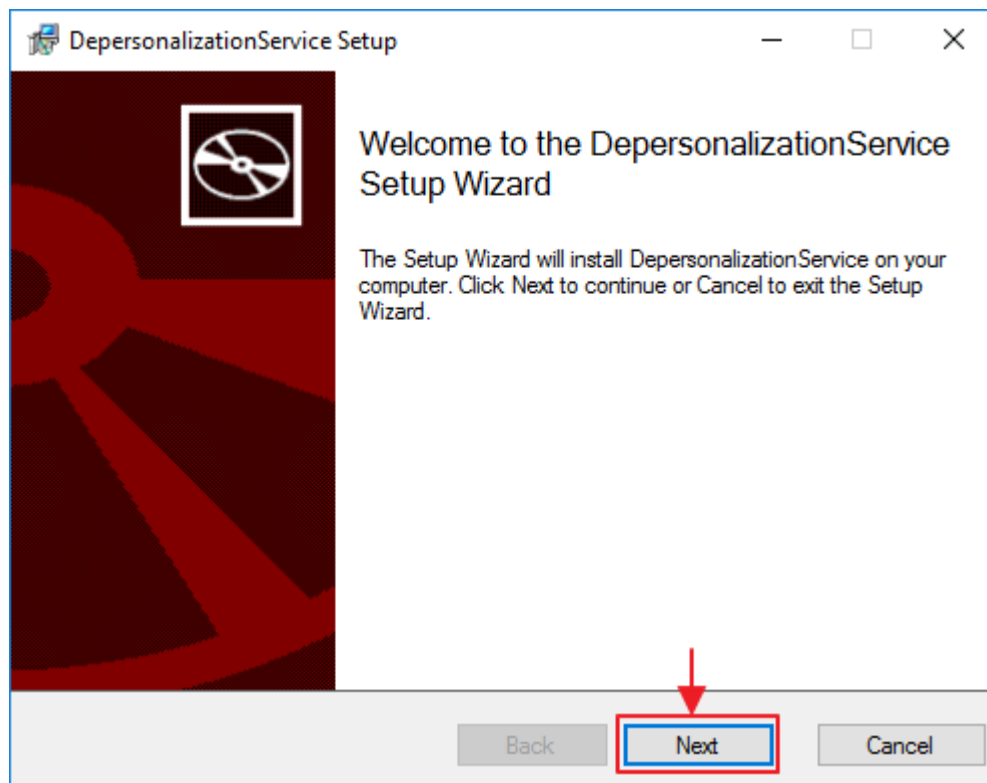 DepersonalizationService Setup
Welcome to the DepersonalizationService
Setup Wizard
The Setup Wizard will install DepersonalizationService on your
computer. Click Next to continue or Cancel to exit the Setup
Wizard.
Back
Next
Cancel